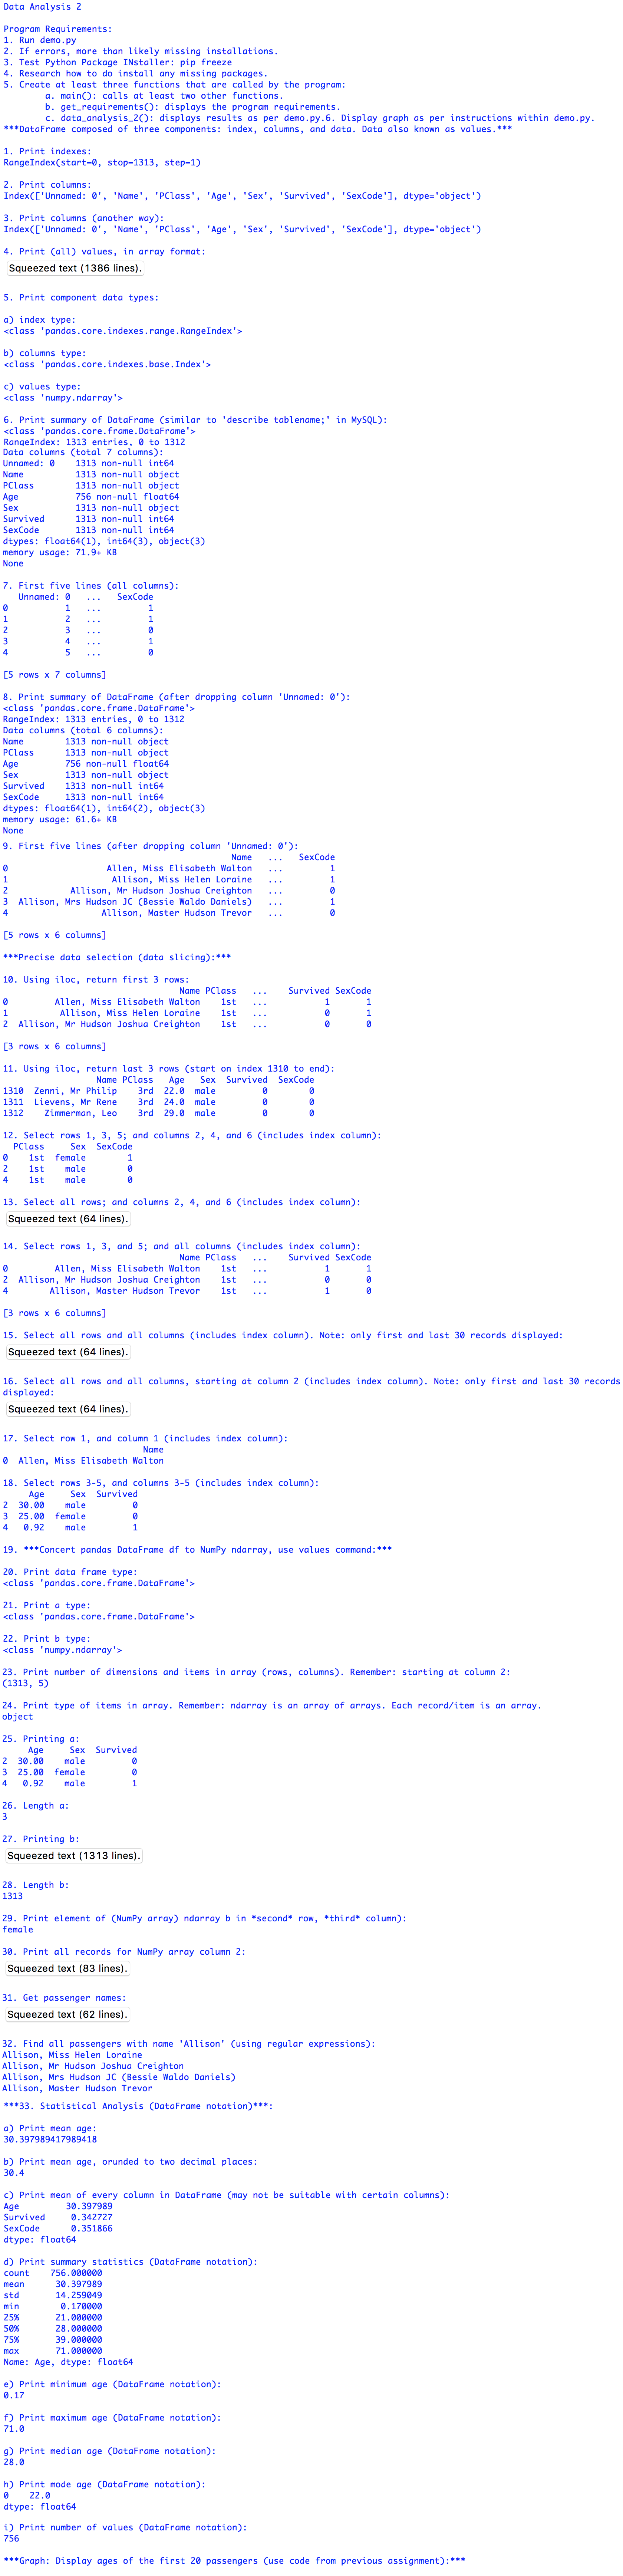 Data Analysis 2

Program Requirements:
1. Run demo.py
2. If errors, more than likely missing installations.
3. Test Python Package INstaller: pip freeze
4. Research how to do install any missing packages.
5. Create at least three functions that are called by the program:
        a. main(): calls at least two other functions.
        b. get_requirements(): displays the program requirements.
        c. data_analysis_2(): displays results as per demo.py.6. Display graph as per instructions within demo.py.
***DataFrame composed of three components: index, columns, and data. Data also known as values.***

1. Print indexes:
RangeIndex(start=0, stop=1313, step=1)

2. Print columns:
Index(['Unnamed: 0', 'Name', 'PClass', 'Age', 'Sex', 'Survived', 'SexCode'], dtype='object')

3. Print columns (another way):
Index(['Unnamed: 0', 'Name', 'PClass', 'Age', 'Sex', 'Survived', 'SexCode'], dtype='object')

4. Print (all) values, in array format:
Squeezed text (1386 lines).

5. Print component data types:

a) index type:
<class 'pandas.core.indexes.range.RangeIndex'>

b) columns type:
<class 'pandas.core.indexes.base.Index'>

c) values type:
<class 'numpy.ndarray'>

6. Print summary of DataFrame (similar to 'describe tablename;' in MySQL):
<class 'pandas.core.frame.DataFrame'>
RangeIndex: 1313 entries, 0 to 1312
Data columns (total 7 columns):
Unnamed: 0    1313 non-null int64
Name          1313 non-null object
PClass        1313 non-null object
Age           756 non-null float64
Sex           1313 non-null object
Survived      1313 non-null int64
SexCode       1313 non-null int64
dtypes: float64(1), int64(3), object(3)
memory usage: 71.9+ KB
None

7. First five lines (all columns):
   Unnamed: 0   ...   SexCode
0           1   ...         1
1           2   ...         1
2           3   ...         0
3           4   ...         1
4           5   ...         0

[5 rows x 7 columns]

8. Print summary of DataFrame (after dropping column 'Unnamed: 0'):
<class 'pandas.core.frame.DataFrame'>
RangeIndex: 1313 entries, 0 to 1312
Data columns (total 6 columns):
Name        1313 non-null object
PClass      1313 non-null object
Age         756 non-null float64
Sex         1313 non-null object
Survived    1313 non-null int64
SexCode     1313 non-null int64
dtypes: float64(1), int64(2), object(3)
memory usage: 61.6+ KB
None
9. First five lines (after dropping column 'Unnamed: 0'):
                                            Name   ...   SexCode
0                   Allen, Miss Elisabeth Walton   ...         1
1                    Allison, Miss Helen Loraine   ...         1
2            Allison, Mr Hudson Joshua Creighton   ...         0
3  Allison, Mrs Hudson JC (Bessie Waldo Daniels)   ...         1
4                  Allison, Master Hudson Trevor   ...         0

[5 rows x 6 columns]

***Precise data selection (data slicing):***

10. Using iloc, return first 3 rows:
                                  Name PClass   ...    Survived SexCode
0         Allen, Miss Elisabeth Walton    1st   ...           1       1
1          Allison, Miss Helen Loraine    1st   ...           0       1
2  Allison, Mr Hudson Joshua Creighton    1st   ...           0       0

[3 rows x 6 columns]

11. Using iloc, return last 3 rows (start on index 1310 to end):
                  Name PClass   Age   Sex  Survived  SexCode
1310  Zenni, Mr Philip    3rd  22.0  male         0        0
1311  Lievens, Mr Rene    3rd  24.0  male         0        0
1312    Zimmerman, Leo    3rd  29.0  male         0        0

12. Select rows 1, 3, 5; and columns 2, 4, and 6 (includes index column):
  PClass     Sex  SexCode
0    1st  female        1
2    1st    male        0
4    1st    male        0

13. Select all rows; and columns 2, 4, and 6 (includes index column):
Squeezed text (64 lines).

14. Select rows 1, 3, and 5; and all columns (includes index column):
                                  Name PClass   ...    Survived SexCode
0         Allen, Miss Elisabeth Walton    1st   ...           1       1
2  Allison, Mr Hudson Joshua Creighton    1st   ...           0       0
4        Allison, Master Hudson Trevor    1st   ...           1       0

[3 rows x 6 columns]

15. Select all rows and all columns (includes index column). Note: only first and last 30 records displayed:
Squeezed text (64 lines).

16. Select all rows and all columns, starting at column 2 (includes index column). Note: only first and last 30 records
displayed:
Squeezed text (64 lines).

17. Select row 1, and column 1 (includes index column):
                           Name
0  Allen, Miss Elisabeth Walton

18. Select rows 3-5, and columns 3-5 (includes index column):
     Age     Sex  Survived
2  30.00    male         0
3  25.00  female         0
4   0.92    male         1

19. ***Concert pandas DataFrame df to NumPy ndarray, use values command:***

20. Print data frame type:
<class 'pandas.core.frame.DataFrame'>

21. Print a type:
<class 'pandas.core.frame.DataFrame'>

22. Print b type:
<class 'numpy.ndarray'>

23. Print number of dimensions and items in array (rows, columns). Remember: starting at column 2:
(1313, 5)

24. Print type of items in array. Remember: ndarray is an array of arrays. Each record/item is an array.
object

25. Printing a:
     Age     Sex  Survived
2  30.00    male         0
3  25.00  female         0
4   0.92    male         1

26. Length a:
3

27. Printing b:
Squeezed text (1313 lines).

28. Length b:
1313

29. Print element of (NumPy array) ndarray b in *second* row, *third* column):
female

30. Print all records for NumPy array column 2:
Squeezed text (83 lines).

31. Get passenger names:
Squeezed text (62 lines).

32. Find all passengers with name 'Allison' (using regular expressions):
Allison, Miss Helen Loraine
Allison, Mr Hudson Joshua Creighton
Allison, Mrs Hudson JC (Bessie Waldo Daniels)
Allison, Master Hudson Trevor
***33. Statistical Analysis (DataFrame notation)***:

a) Print mean age:
30.397989417989418

b) Print mean age, orunded to two decimal places:
30.4

c) Print mean of every column in DataFrame (may not be suitable with certain columns):
Age         30.397989
Survived     0.342727
SexCode      0.351866
dtype: float64

d) Print summary statistics (DataFrame notation):
count    756.000000
mean      30.397989
std       14.259049
min        0.170000
25%       21.000000
50%       28.000000
75%       39.000000
max       71.000000
Name: Age, dtype: float64

e) Print minimum age (DataFrame notation):
0.17

f) Print maximum age (DataFrame notation):
71.0

g) Print median age (DataFrame notation):
28.0

h) Print mode age (DataFrame notation):
0    22.0
dtype: float64

i) Print number of values (DataFrame notation):
756

***Graph: Display ages of the first 20 passengers (use code from previous assignment):***